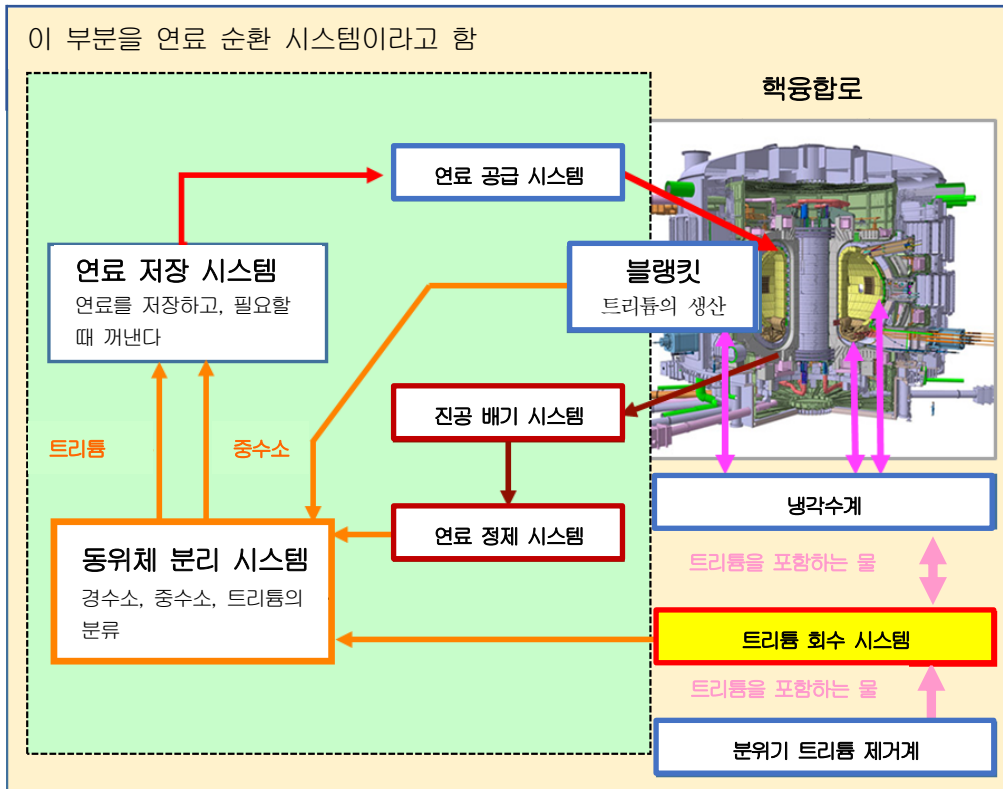 이 부분을 연료 순환 시스템이라고 함
핵융합로
연료 공급 시스템
연료 저장 시스템
연료를 저장하고, 필요할
때 꺼낸다
블랭킷
트리튬의 생산
진공 배기 시스템
트리튬
중수소
냉각수계
연료 정제 시스템
동위체 분리 시스템
경수소, 중수소, 트리튬의
분류
트리튬을 포함하는 물
트리튬 회수 시스템
트리튬을 포함하는 물
분위기 트리튬 제거계